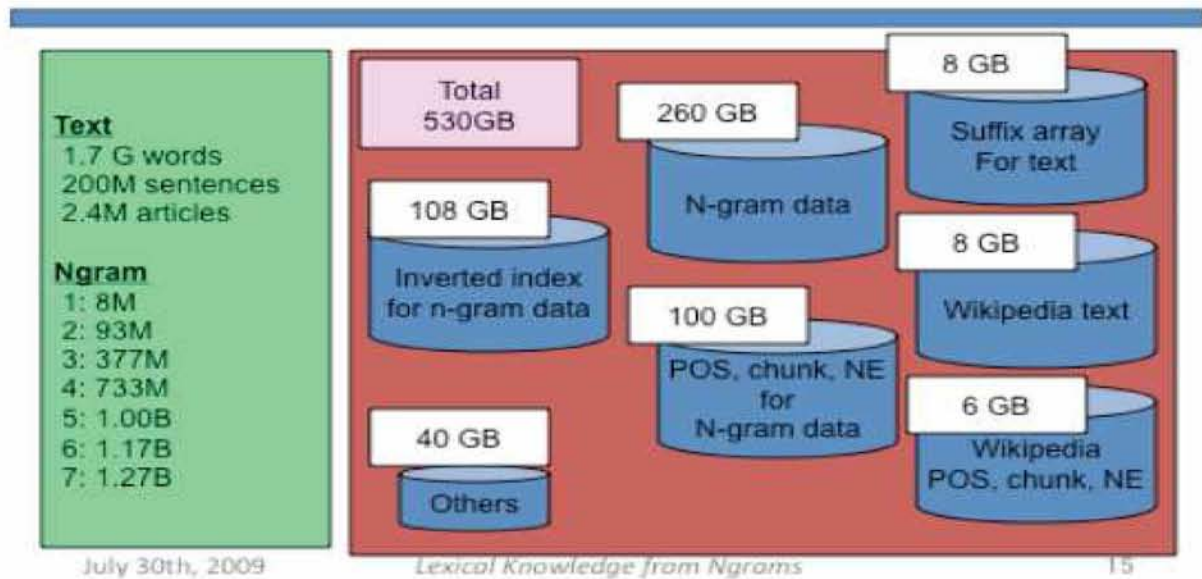 Text
1.7 G words
200M sentences
2.4M articles
Ngram
1: 8M
2: 93M
3: 377M
4: 733M
5: 1.00B
6: 1.17B
7: 1.27B
Total
530GB
108 GB
Inverted index
for n-gram data
40 GB
Others
260 GB
N-gram data
100 GB
POS, chunk, NE
for
N-gram data
8 GB
Suffix array
For text
8 GB
Wikipedia text
6 GB
Wikipedia
POS, chunk, NE
July 30th, 2009
Lexical Knowledge from Ngrams
15